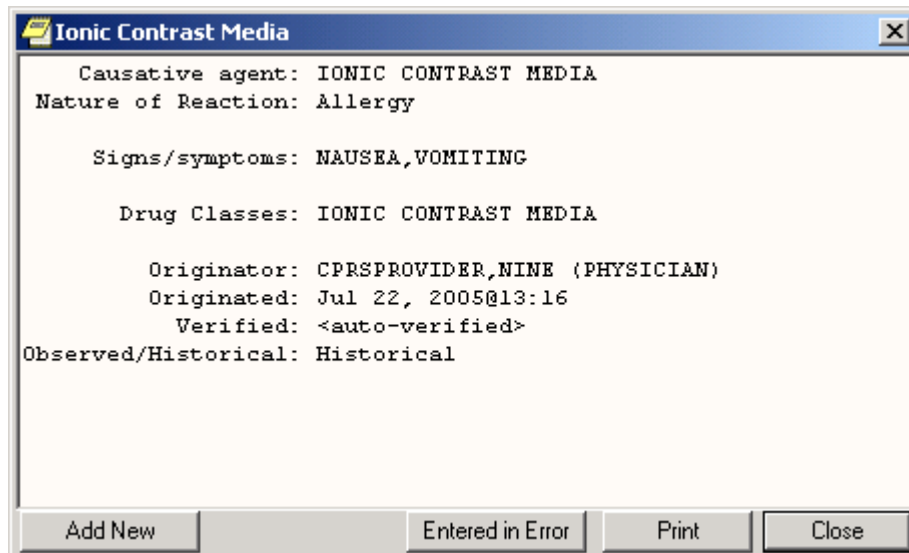 Ionic Contrast Media
Causative agent: IONIC CONTRAST MEDIA
Nature of Reaction: Allergy
Signs/symptoms: NAUSEA,VOMITING
Drug Classes: IONIC CONTRAST MEDIA
Originator: CPRSPROVIDER,NINE (PHYSICIAN)
Originated: Jul 22, 2005@13:16
Verified: <auto-verified>
Observed/Historical: Historical
Add New Entered in Error Print Close